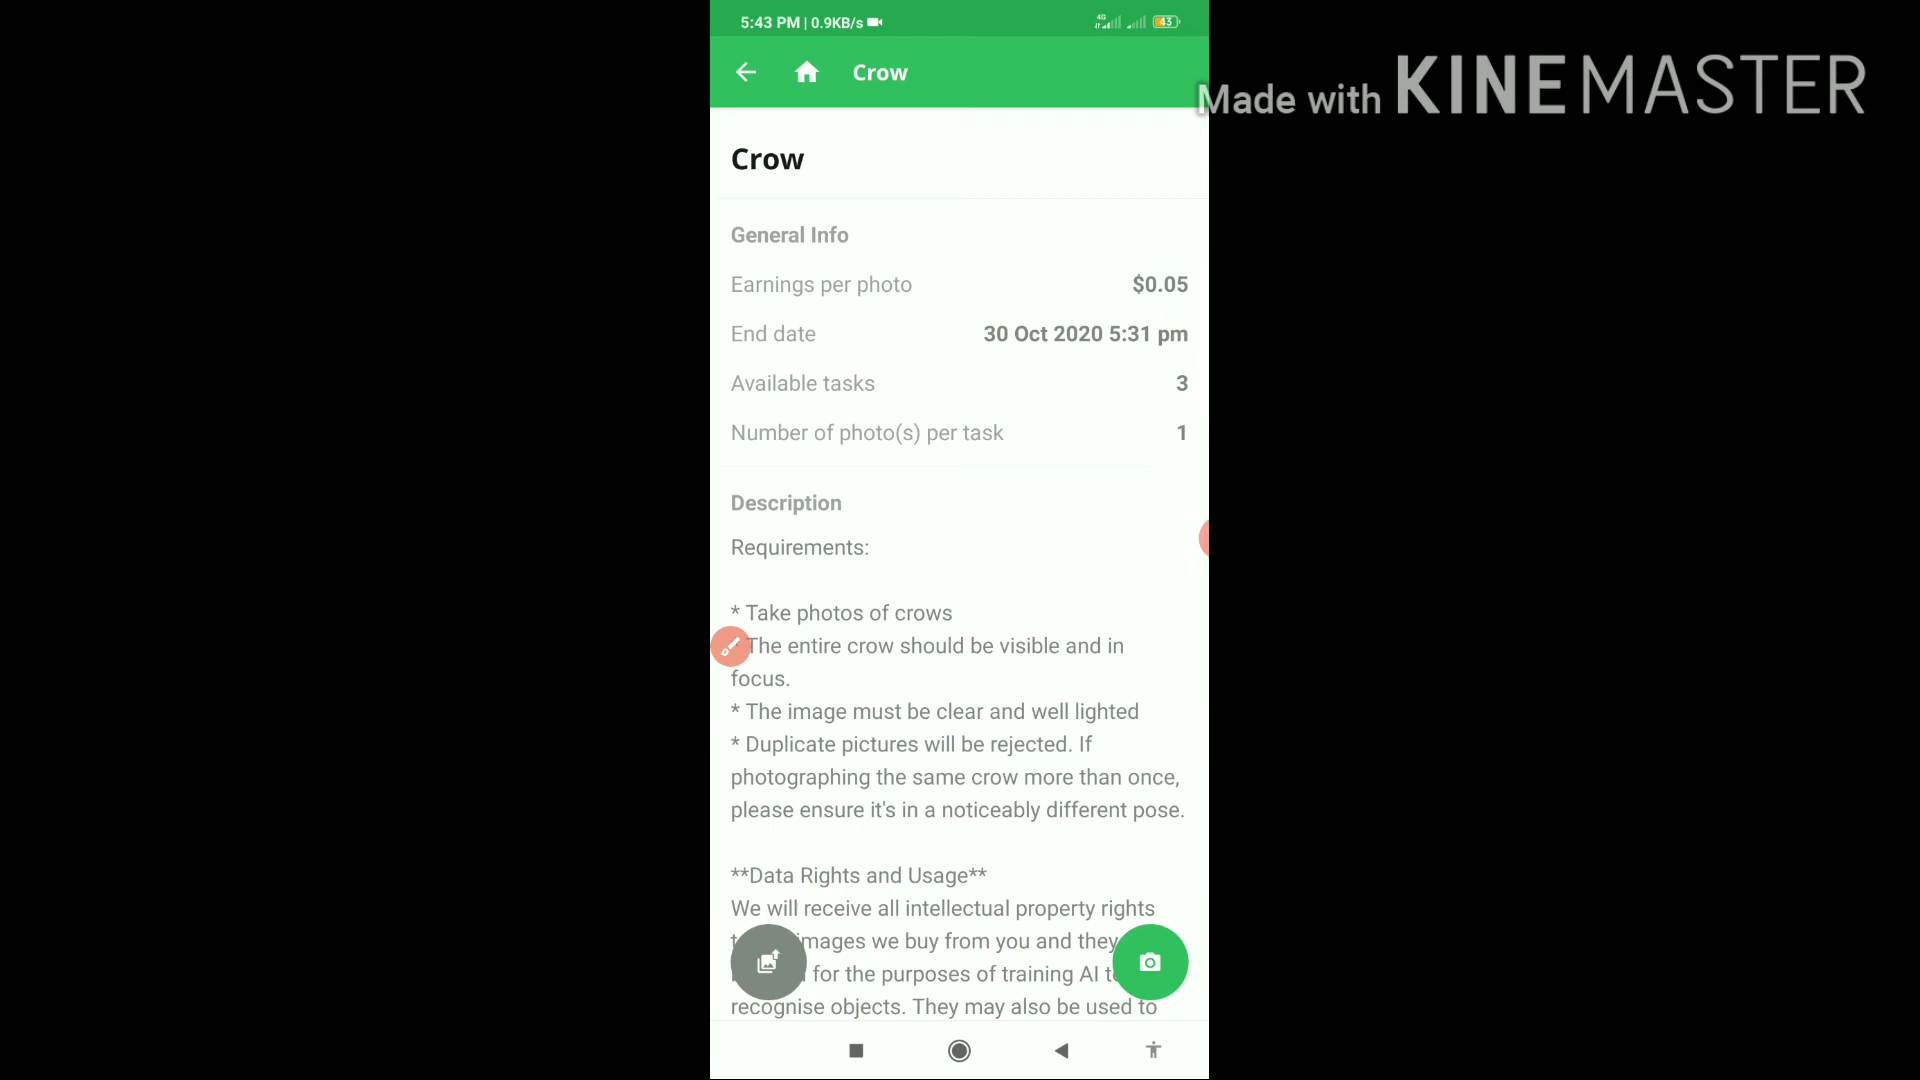 5:43 PM | 0.9KB/s
4G
43
Crow
Made with KINEMASTER
Crow
General Info
Earnings per photo $0.05
End date 30 Oct 2020 5:31 pm
Available tasks 3
Number of photo(s) per task 1
Description
Requirements:
* Take photos of crows
The entire crow should be visible and in
focus.
* The image must be clear and well lighted
* Duplicate pictures will be rejected. If
photographing the same crow more than once,
please ensure it's in a noticeably different pose.
**Data Rights and Usage**
We will receive all intellectual property rights
images we buy from you and they
for the purposes of training AI
recognise objects. They may also be used to